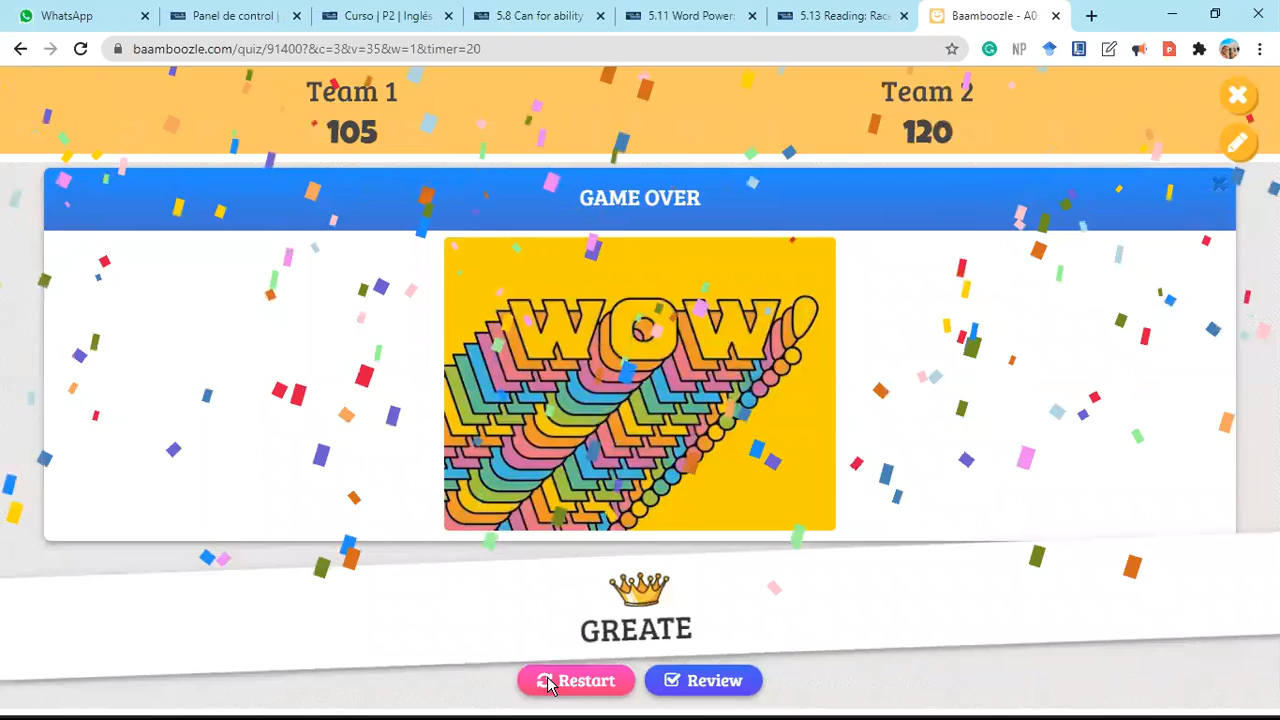 WhatsApp
Panel de control |
Curso | P2 | Inglés
5.8 Can for ability
5.11 Word Power:
5.13 Reading: Race
Baamboozle - A0
baamboozle.com/quiz/91400?&c=3&v=35&w=1&timer=20
NP
Team 1
Team 2
105
120
GAME OVER
WOW!
GREATE
Restart
Review